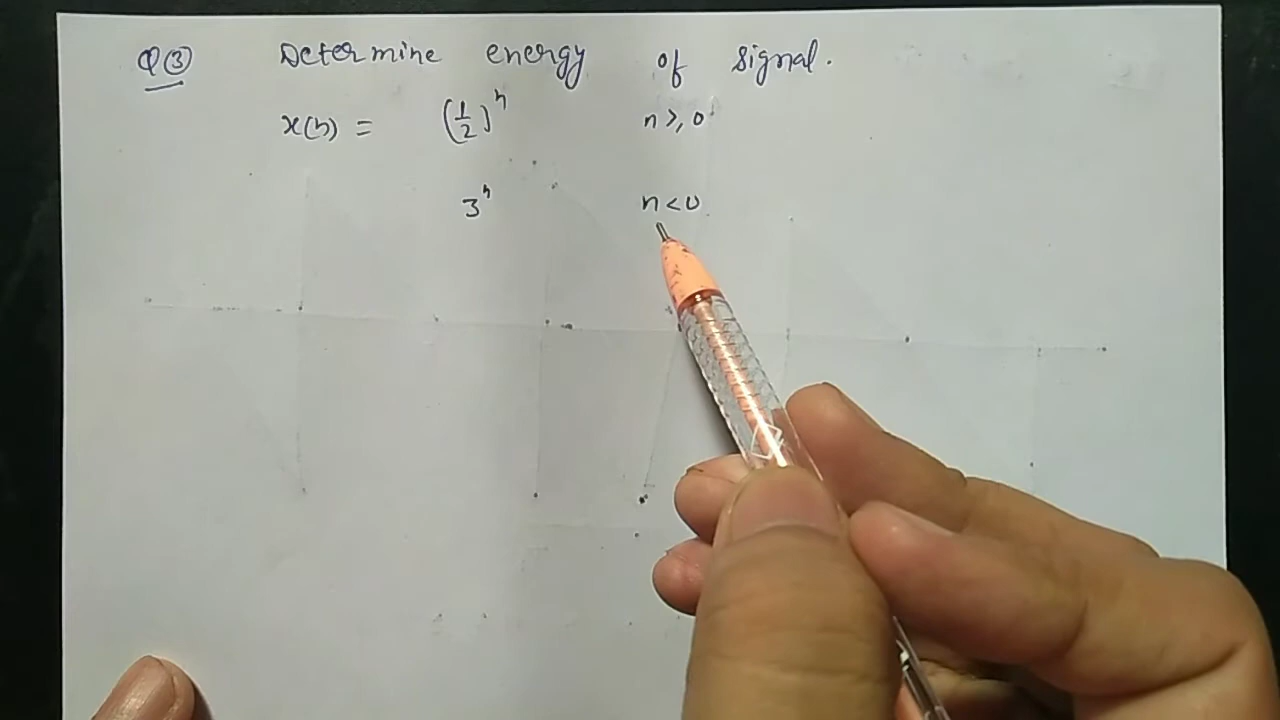 Q③ Determine energy of signal.
x(n) = (1/2)^n n ≥ 0
3^n n < 0